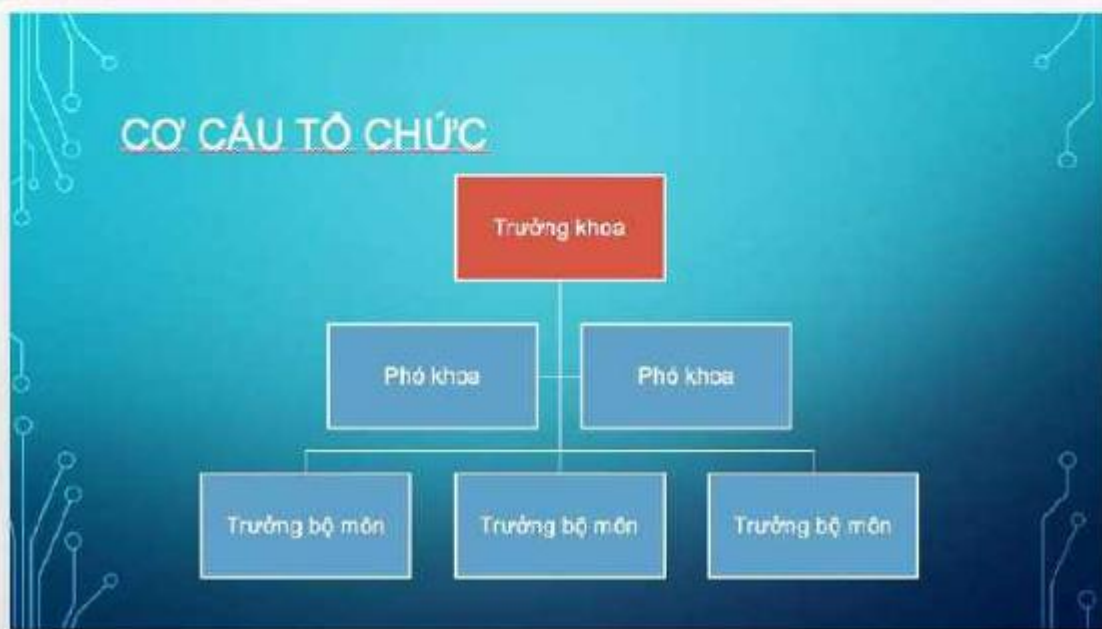 CƠ CẤU TỔ CHỨC
Trưởng khoa
Phó khoa
Phó khoa
Trưởng bộ môn
Trưởng bộ môn
Trưởng bộ môn